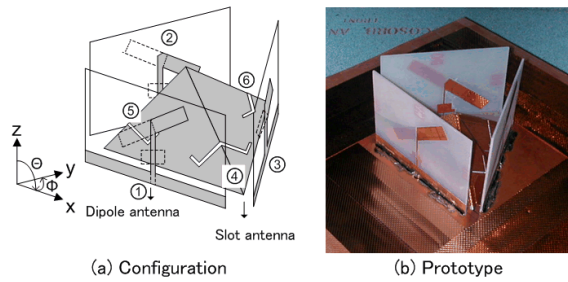 ②
⑥
⑤
z
Θ
y
Φ
x
①
④
③
Dipole antenna
Slot antenna
(a) Configuration
(b) Prototype